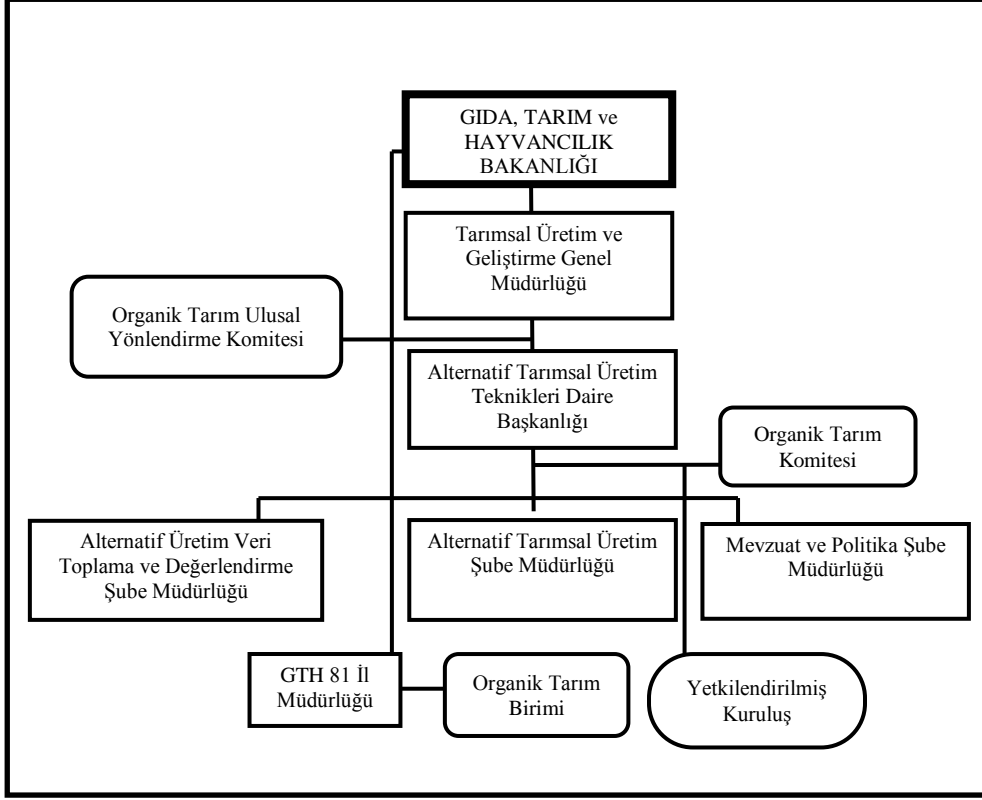 GIDA, TARIM ve
HAYVANCILIK
BAKANLIĞI
Tarımsal Üretim ve
Geliştirme Genel
Müdürlüğü
Organik Tarım Ulusal
Yönlendirme Komitesi
Alternatif Tarımsal Üretim
Teknikleri Daire
Başkanlığı
Organik Tarım
Komitesi
Alternatif Üretim Veri
Toplama ve Değerlendirme
Şube Müdürlüğü
Alternatif Tarımsal Üretim
Şube Müdürlüğü
Mevzuat ve Politika Şube
Müdürlüğü
GTH 81 İl
Müdürlüğü
Organik Tarım
Birimi
Yetkilendirilmiş
Kuruluş